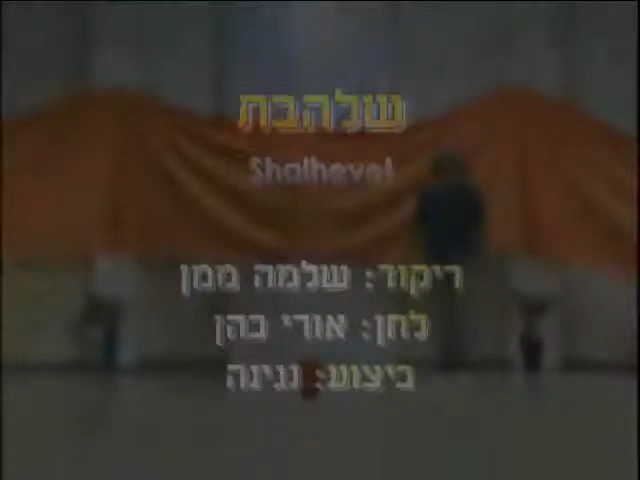 שלהבת
Shalhevet
ריקוד: שלמה ממן
לחן: אורי כהן
ביצוע: נגינה